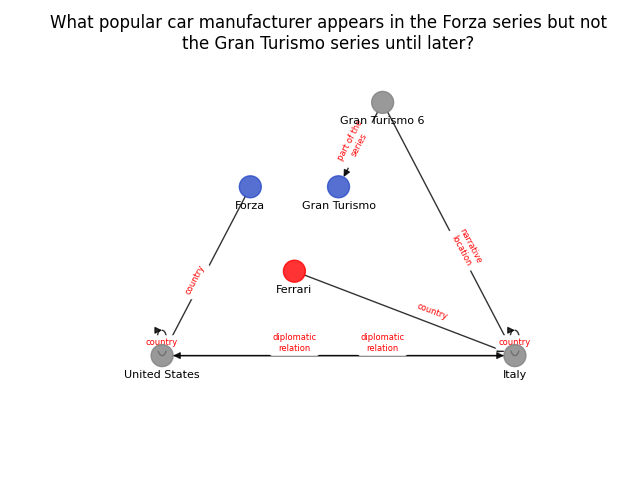 What popular car manufacturer appears in the Forza series but not
the Gran Turismo series until later?
Gran Turismo 6
part of the
series
Forza
Gran Turismo
narrative
location
country
Ferrari
country
country
diplomatic
relation
diplomatic
relation
country
United States
Italy